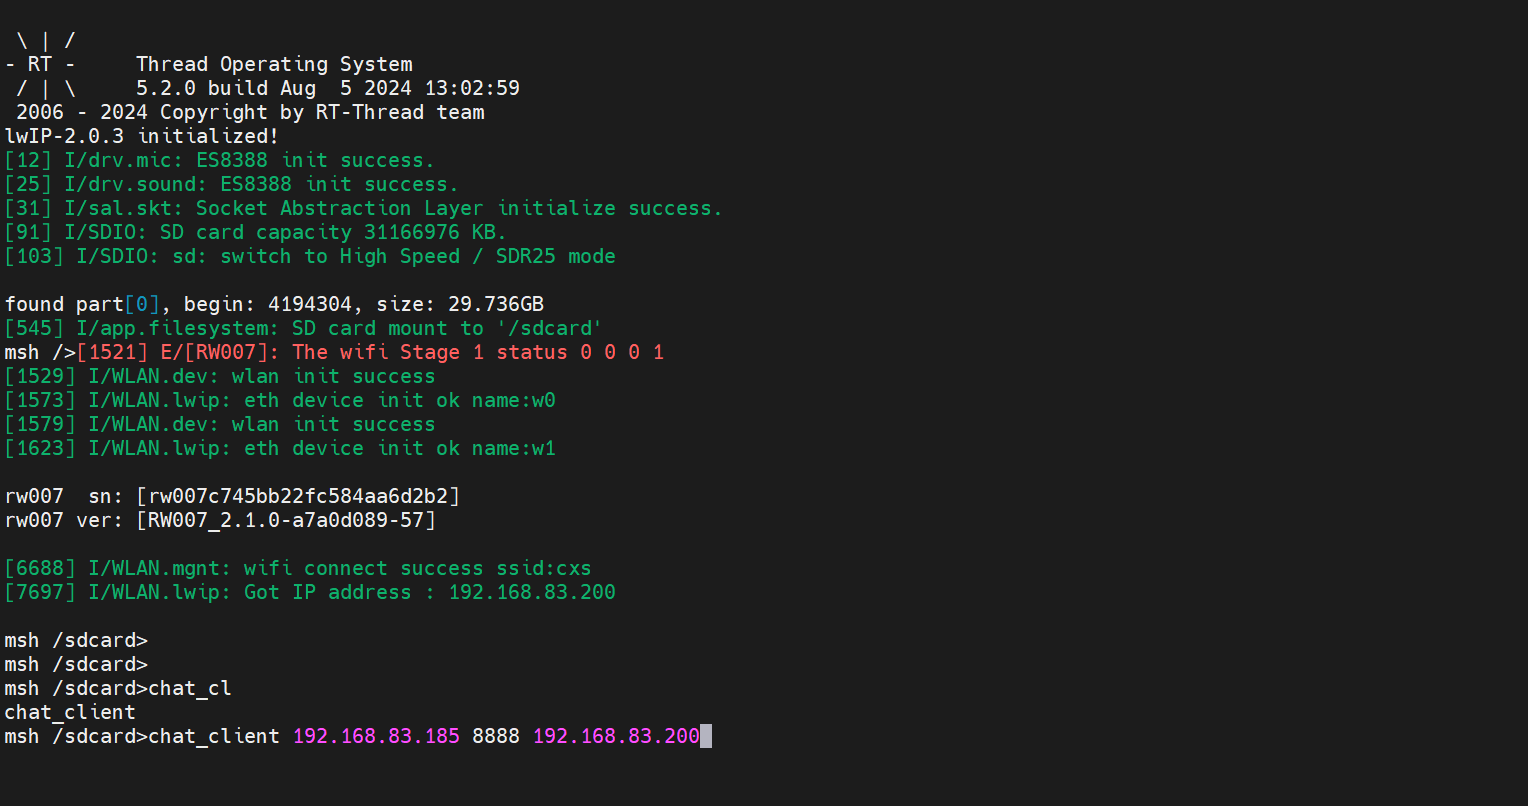 \ | /
- RT -     Thread Operating System
 / | \     5.2.0 build Aug  5 2024 13:02:59
 2006 - 2024 Copyright by RT-Thread team
lwIP-2.0.3 initialized!
[12] I/drv.mic: ES8388 init success.
[25] I/drv.sound: ES8388 init success.
[31] I/sal.skt: Socket Abstraction Layer initialize success.
[91] I/SDIO: SD card capacity 31166976 KB.
[103] I/SDIO: sd: switch to High Speed / SDR25 mode
found part[0], begin: 4194304, size: 29.736GB
[545] I/app.filesystem: SD card mount to '/sdcard'
msh />[1521] E/[RW007]: The wifi Stage 1 status 0 0 0 1
[1529] I/WLAN.dev: wlan init success
[1573] I/WLAN.lwip: eth device init ok name:w0
[1579] I/WLAN.dev: wlan init success
[1623] I/WLAN.lwip: eth device init ok name:w1
rw007  sn: [rw007c745bb22fc584aa6d2b2]
rw007 ver: [RW007_2.1.0-a7a0d089-57]
[6688] I/WLAN.mgnt: wifi connect success ssid:cxs
[7697] I/WLAN.lwip: Got IP address : 192.168.83.200
msh /sdcard>
msh /sdcard>
msh /sdcard>chat_cl
chat_client
msh /sdcard>chat_client 192.168.83.185 8888 192.168.83.200